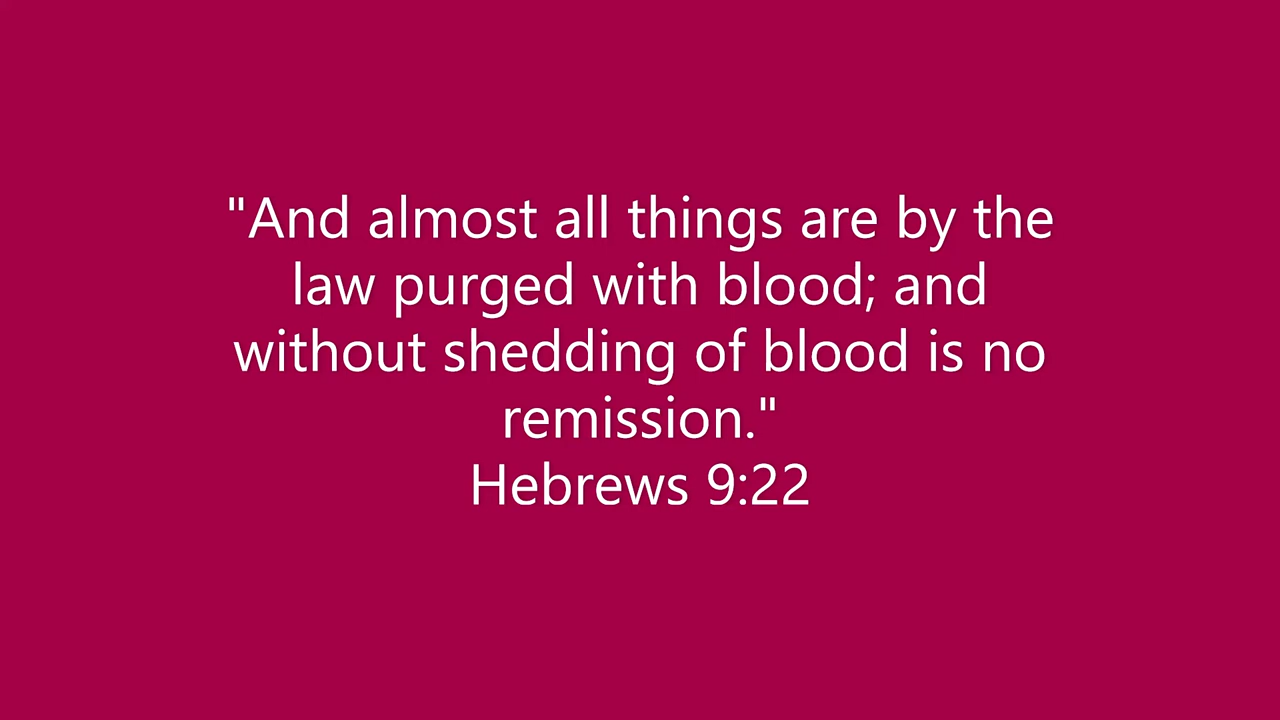 "And almost all things are by the
law purged with blood; and
without shedding of blood is no
remission."
Hebrews 9:22